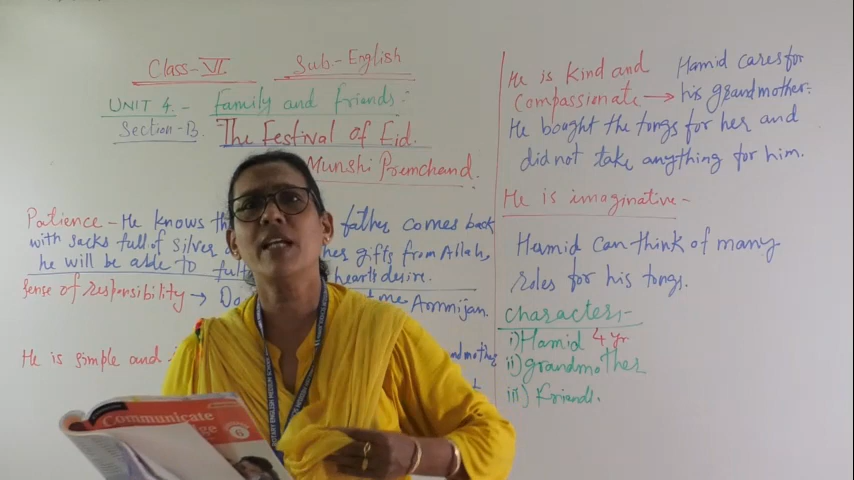 Class-VI Sub-English
UNIT 4.- Family and friends:
Section-B. The Festival of Eid.
Munshi Premchand.
Patience - He knows father comes back
with sacks full of silver gifts from Allah,
he will be able to heart's desire.
Sense of responsibility → me Ammijan.
He is simple and
He is kind and
Compassionate →
Hamid cares for
his grandmother.
He bought the tongs for her and
did not take anything for him.
He is imaginative-
Hamid can think of many
roles for his tongs.
Characters:-
i) Hamid 4 yr
ii) grandmother
iii) Friends.
Communicate
6